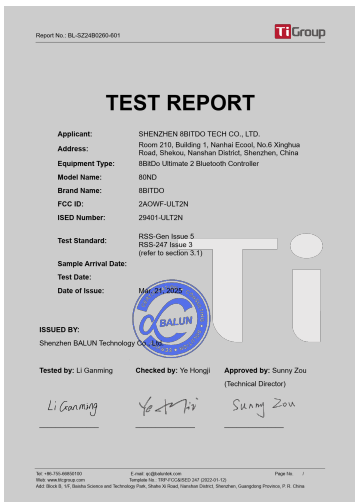 Report No.: BL-SZ24B0260-601
TiGroup
TEST REPORT
Applicant: SHENZHEN 8BITDO TECH CO., LTD.
Address: Room 210, Building 1, Nanhai Ecool, No.6 Xinghua
Road, Shekou, Nanshan District, Shenzhen, China
Equipment Type: 8BitDo Ultimate 2 Bluetooth Controller
Model Name: 80ND
Brand Name: 8BITDO
FCC ID: 2AOWF-ULT2N
ISED Number: 29401-ULT2N
Test Standard: RSS-Gen Issue 5
RSS-247 Issue 3
(refer to section 3.1)
Sample Arrival Date:
Test Date:
Date of Issue: Mar. 21, 2025
Ti
BALUN
ISSUED BY:
Shenzhen BALUN Technology Co., Ltd.
Tested by: Li Ganming Checked by: Ye Hongji Approved by: Sunny Zou
(Technical Director)
Li Ganming Sunny Zou
Tel: +86-755-66850100 E-mail: qc@baluntek.com Page No. /
Web: www.titcgroup.com Template No.: TRP-FCC&ISED 247 (2022-01-12)
Add: Block B, 1/F, Baisha Science and Technology Park, Shahe Xi Road, Nanshan District, Shenzhen, Guangdong Province, P. R. China